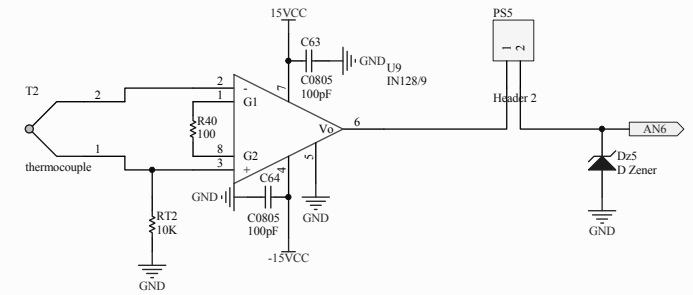 15VCC
PS5
C63
GND
U9
IN128/9
C0805
100pF
1
2
T2
2
2
-
7
1
G1
Header 2
R40
100
Vo
6
AN6
1
8
G2
5
thermocouple
3
+
4
Dz5
D Zener
C64
GND
C0805
100pF
GND
RT2
10K
GND
-15VCC
GND